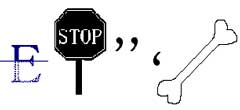 E STOP ,, ‘